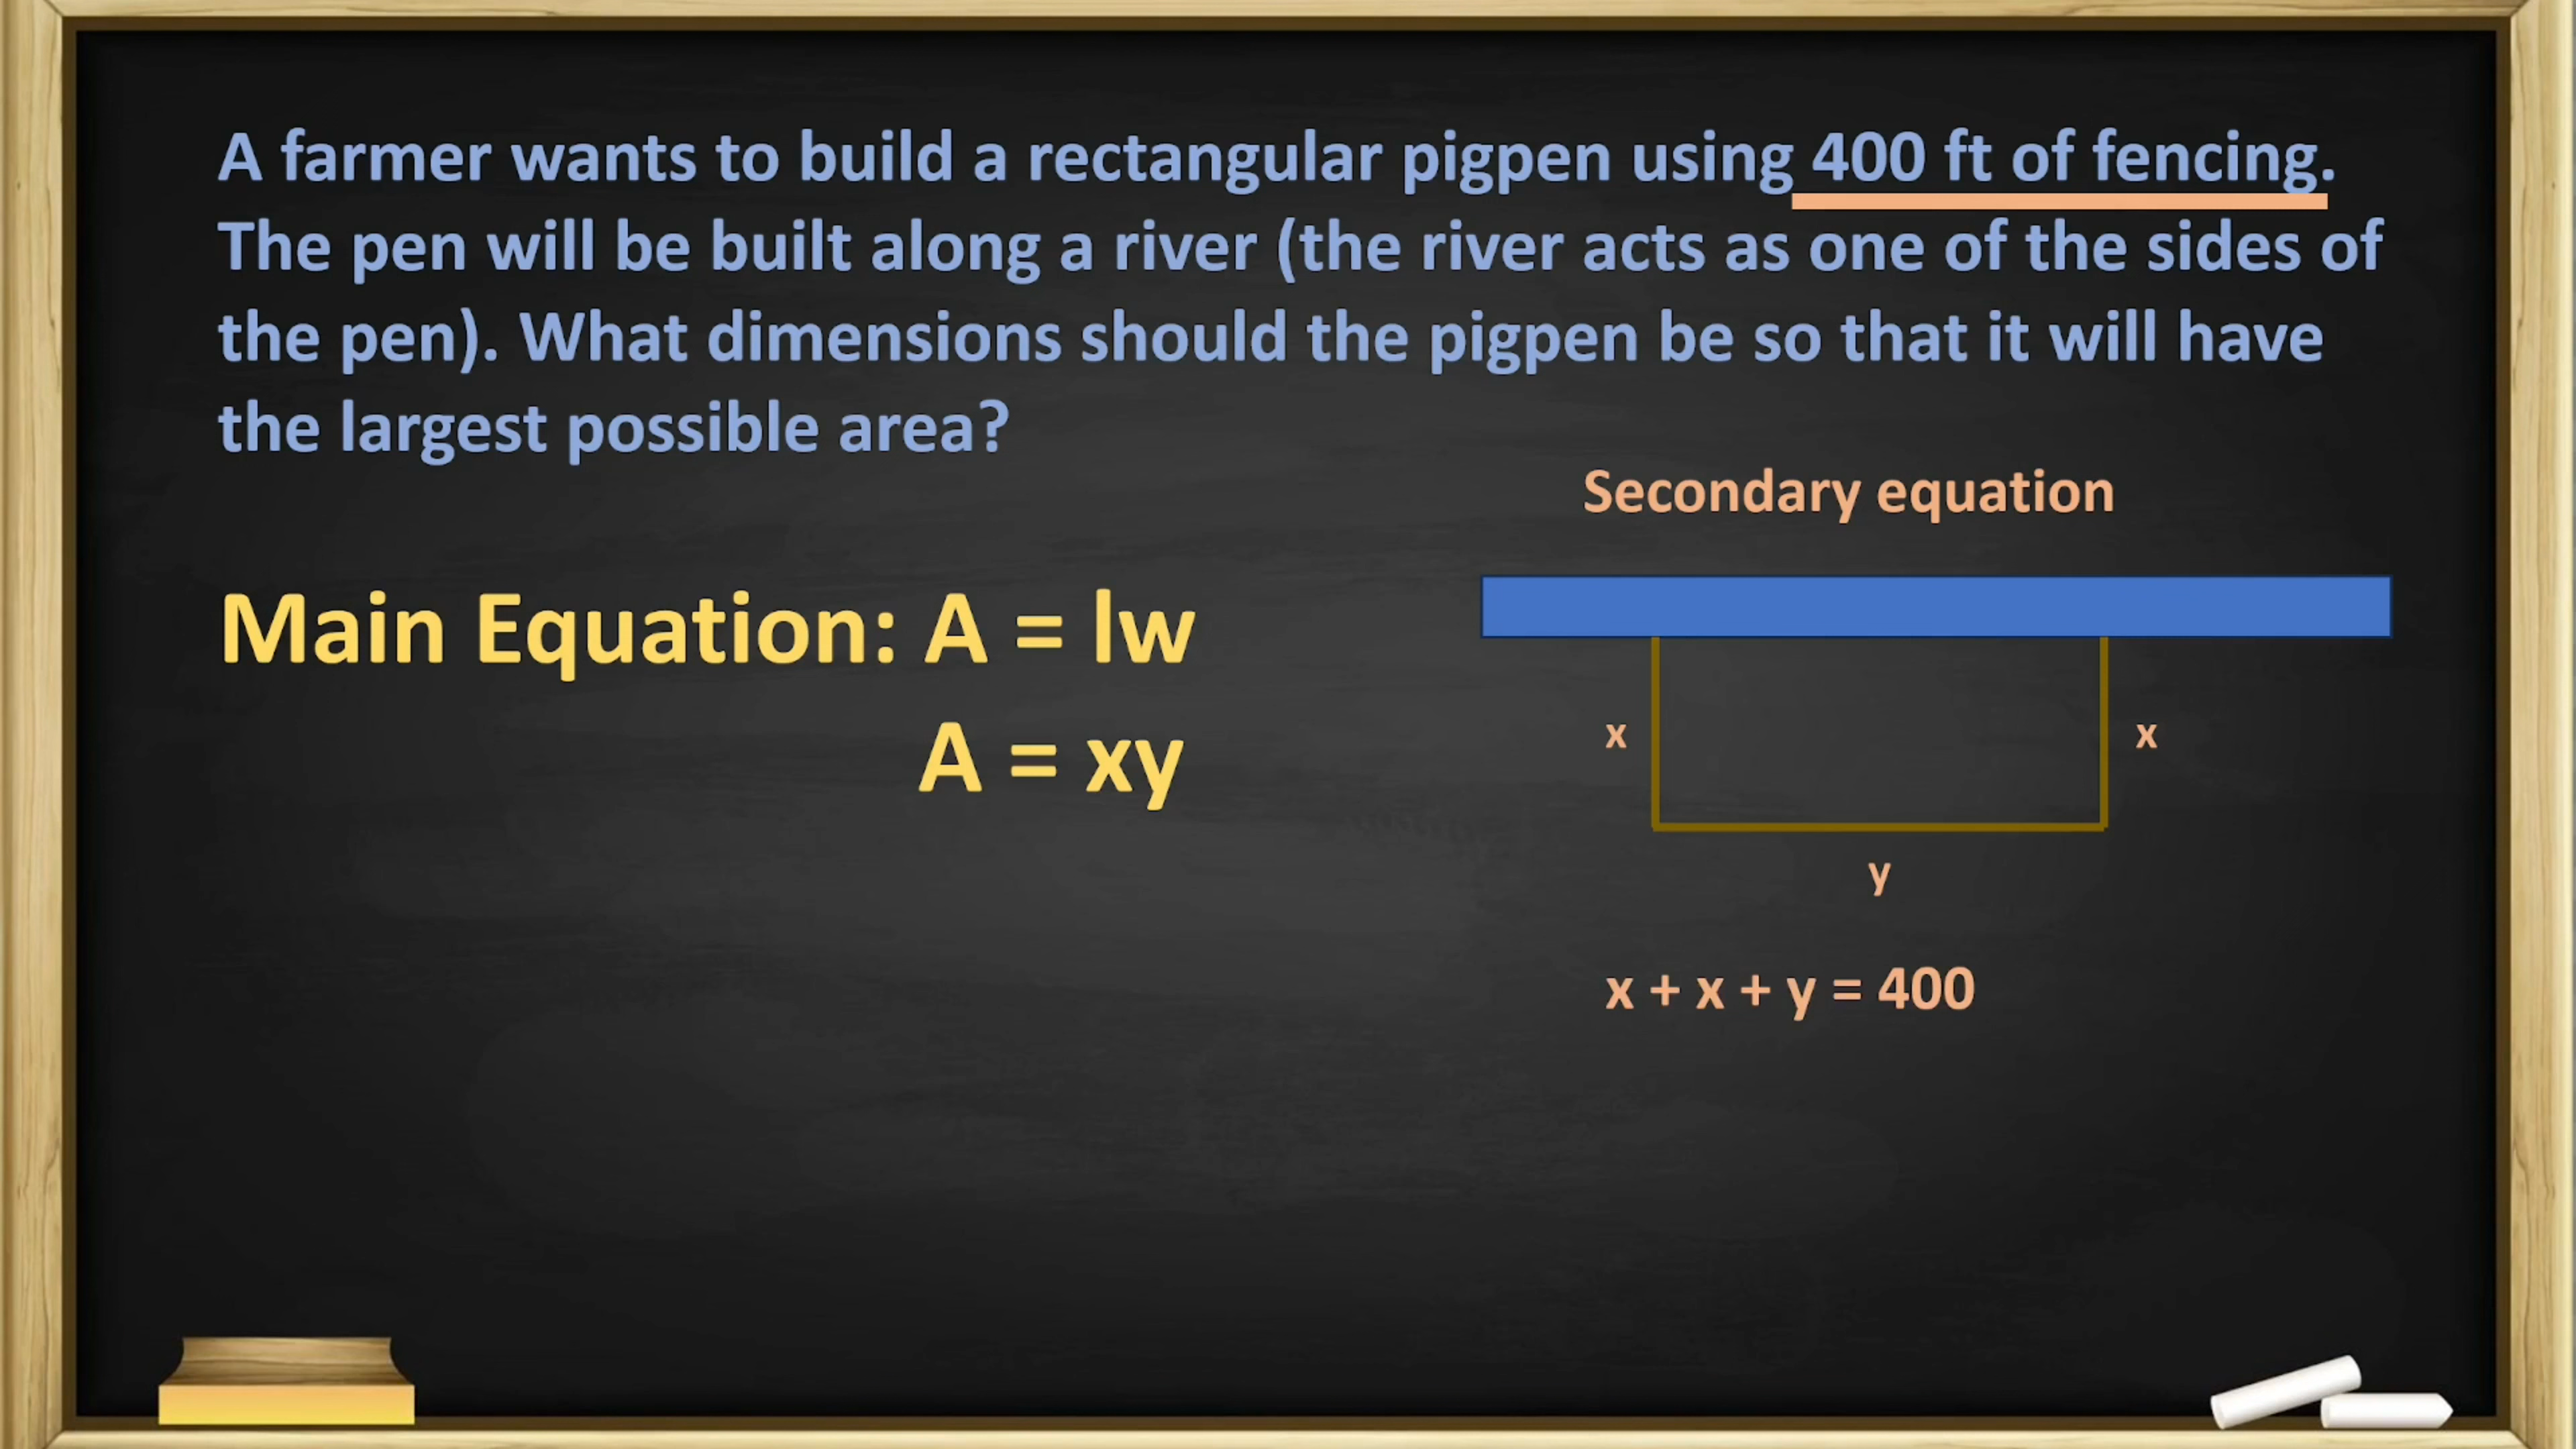 A farmer wants to build a rectangular pigpen using 400 ft of fencing.
The pen will be built along a river (the river acts as one of the sides of
the pen). What dimensions should the pigpen be so that it will have
the largest possible area?
Secondary equation
Main Equation: A = lw
A = xy
x
x
y
x + x + y = 400